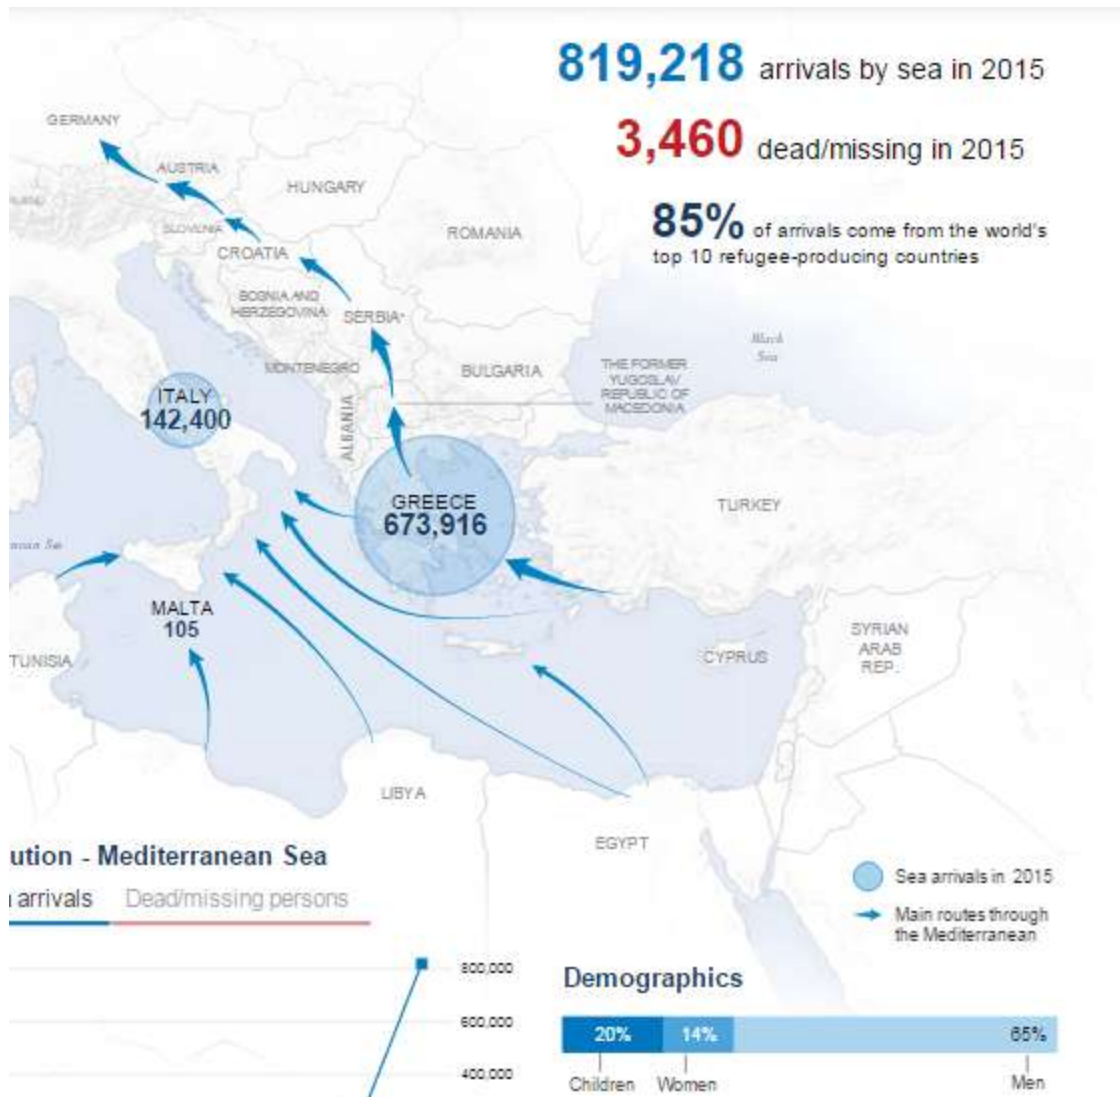 819,218 arrivals by sea in 2015
3,460 dead/missing in 2015
85% of arrivals come from the world's
top 10 refugee-producing countries
GERMANY
AUSTRIA
HUNGARY
SLOVENIA
CROATIA
ROMANIA
BOSNIA AND
HERZEGOVINA
SERBIA*
MONTENEGRO
BULGARIA
Black
Sea
THE FORMER
YUGOSLAV
REPUBLIC OF
MACEDONIA
ITALY
142,400
ALBANIA
GREECE
673,916
TURKEY
MALTA
105
TUNISIA
CYPRUS
SYRIAN
ARAB
REP.
LIBYA
EGYPT
ution - Mediterranean Sea
arrivals
Dead/missing persons
800,000
600,000
400,000
Sea arrivals in 2015
Main routes through
the Mediterranean
Demographics
20% 14% 65%
Children Women Men